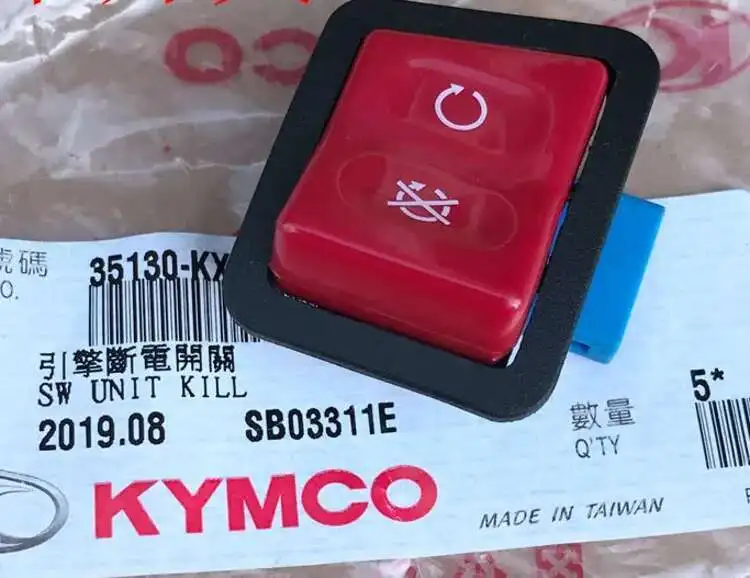 號碼
35130-KX
引擎斷電開關
SW UNIT KILL
2019.08 SB03311E
數量
Q'TY
5*
KYMCO
MADE IN TAIWAN